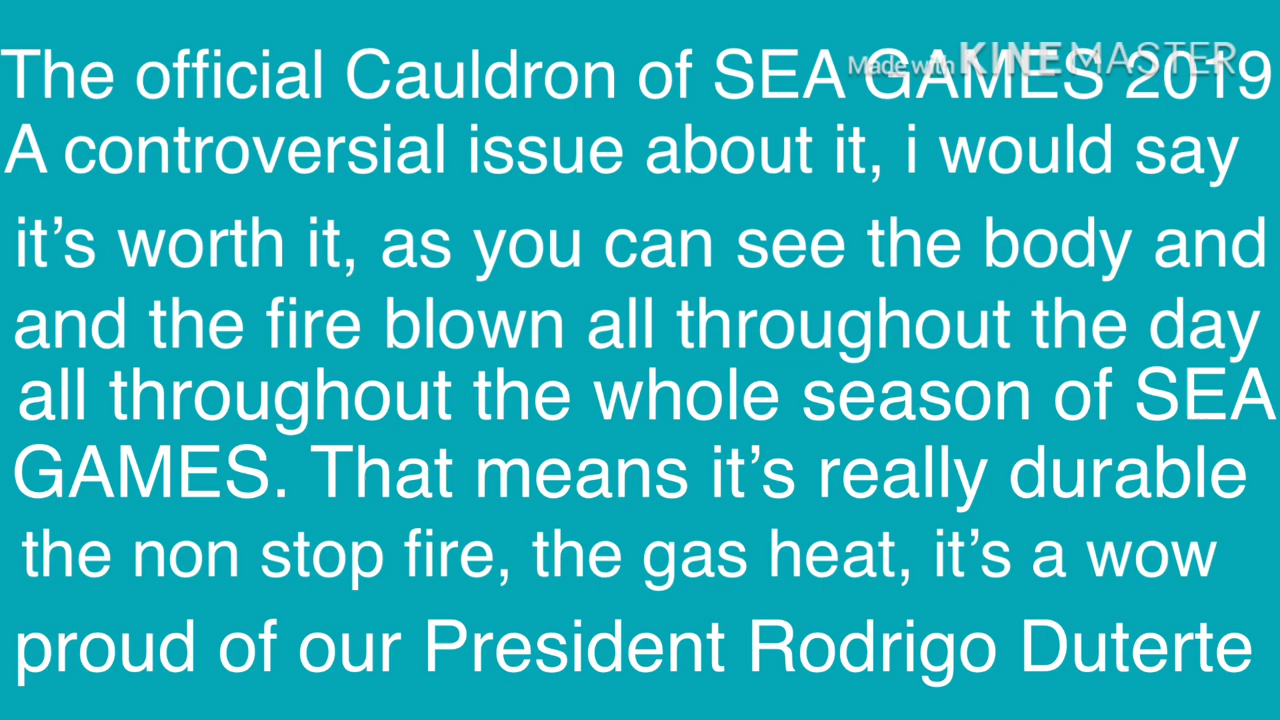 The official Cauldron of SEA GAMES 2019
Made with KINEMASTER
A controversial issue about it, i would say
it's worth it, as you can see the body and
and the fire blown all throughout the day
all throughout the whole season of SEA
GAMES. That means it's really durable
the non stop fire, the gas heat, it's a wow
proud of our President Rodrigo Duterte